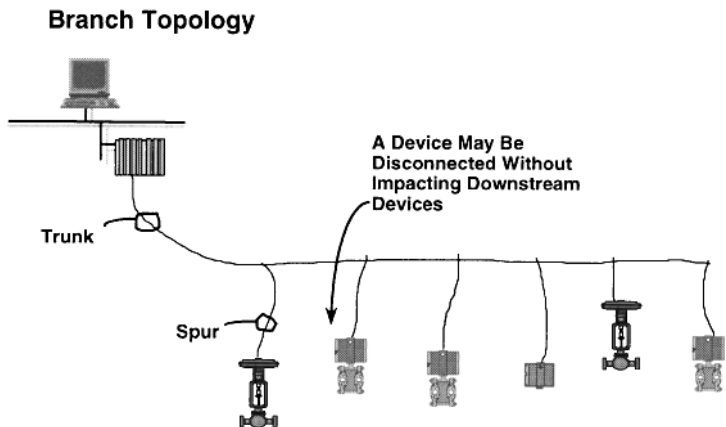 Branch Topology
A Device May Be
Disconnected Without
Impacting Downstream
Devices
Trunk
Spur